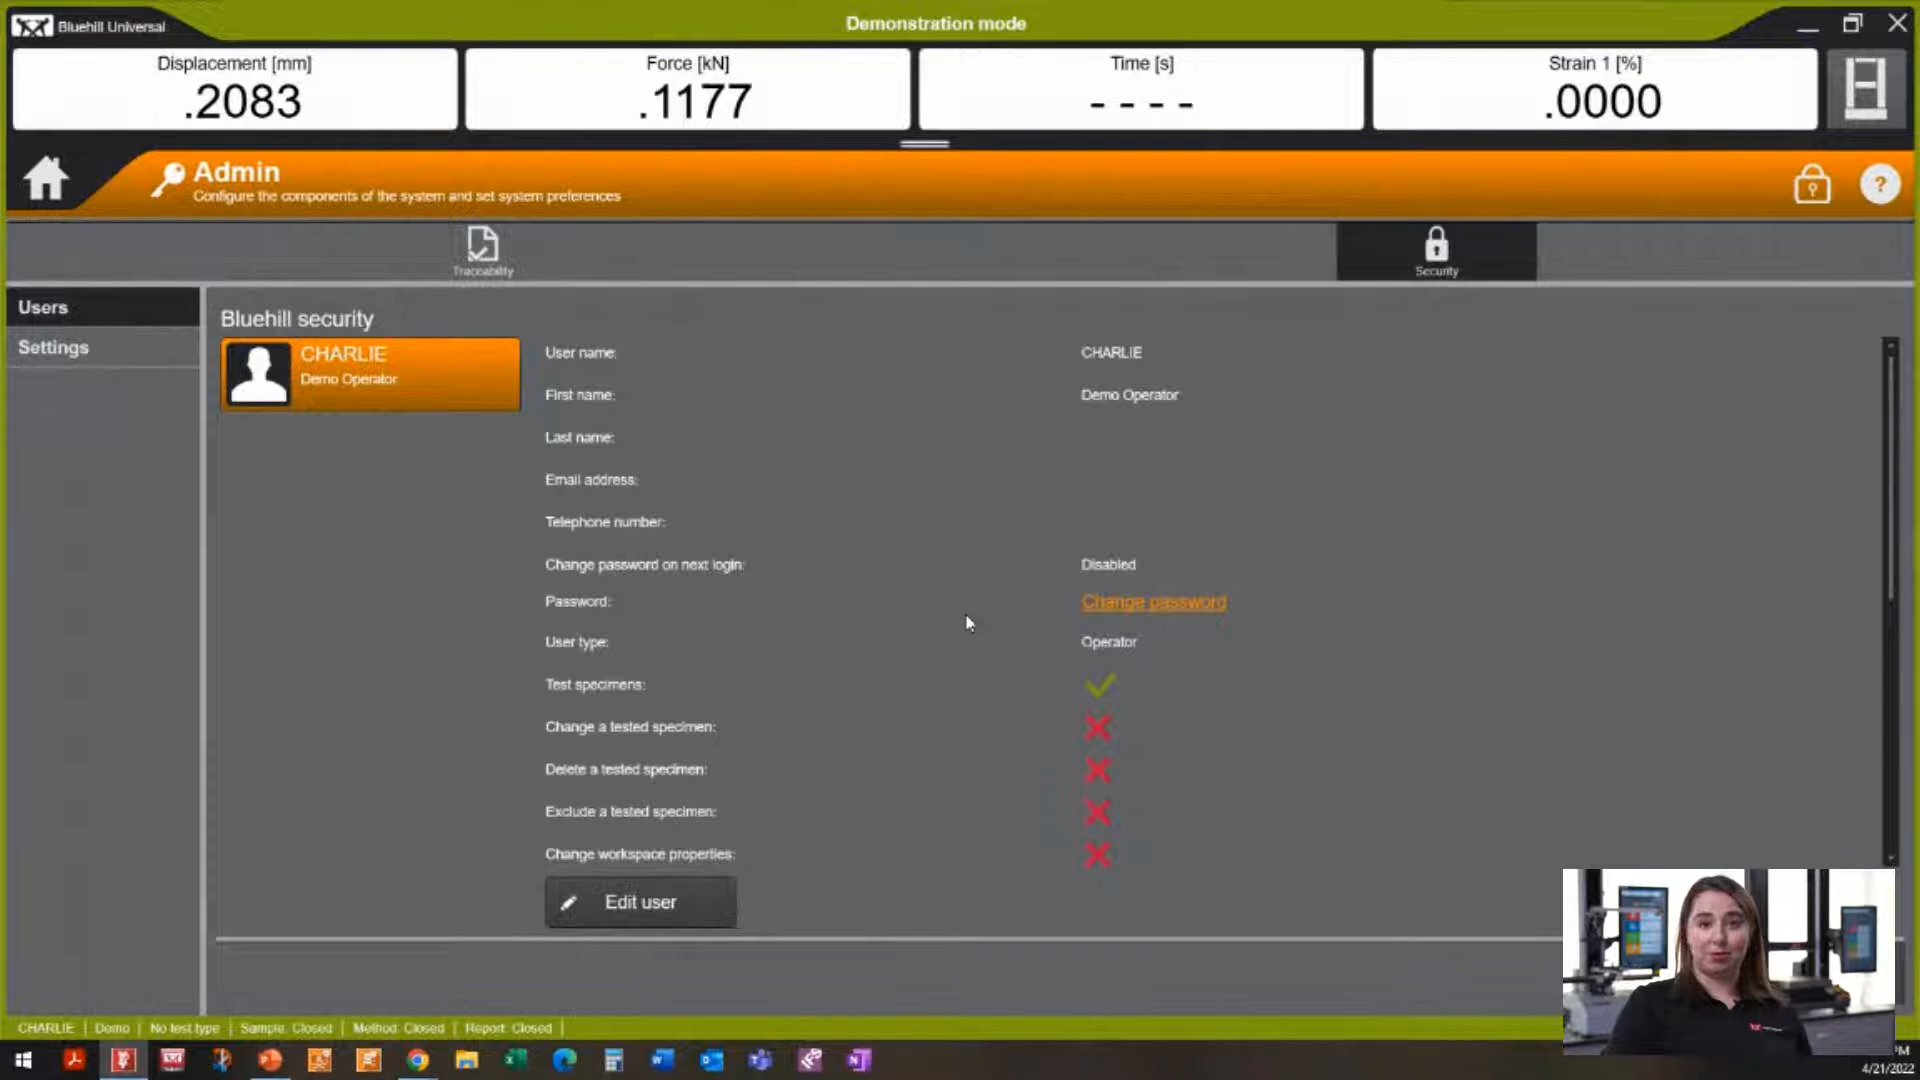 Bluehill Universal
Demonstration mode
Displacement [mm]
.2083
Force [kN]
.1177
Time [s]
- - - -
Strain 1 [%]
.0000
Admin
Configure the components of the system and set system preferences
?
Traceability
Security
Users
Settings
Bluehill security
CHARLIE
Demo Operator
User name: CHARLIE
First name: Demo Operator
Last name:
Email address:
Telephone number:
Change password on next login: Disabled
Password: Change password
User type: Operator
Test specimens:
Change a tested specimen:
Delete a tested specimen:
Exclude a tested specimen:
Change workspace properties:
Edit user
CHARLIE | Demo | No test type | Sample: Closed | Method: Closed | Report: Closed |
PM
4/21/2022